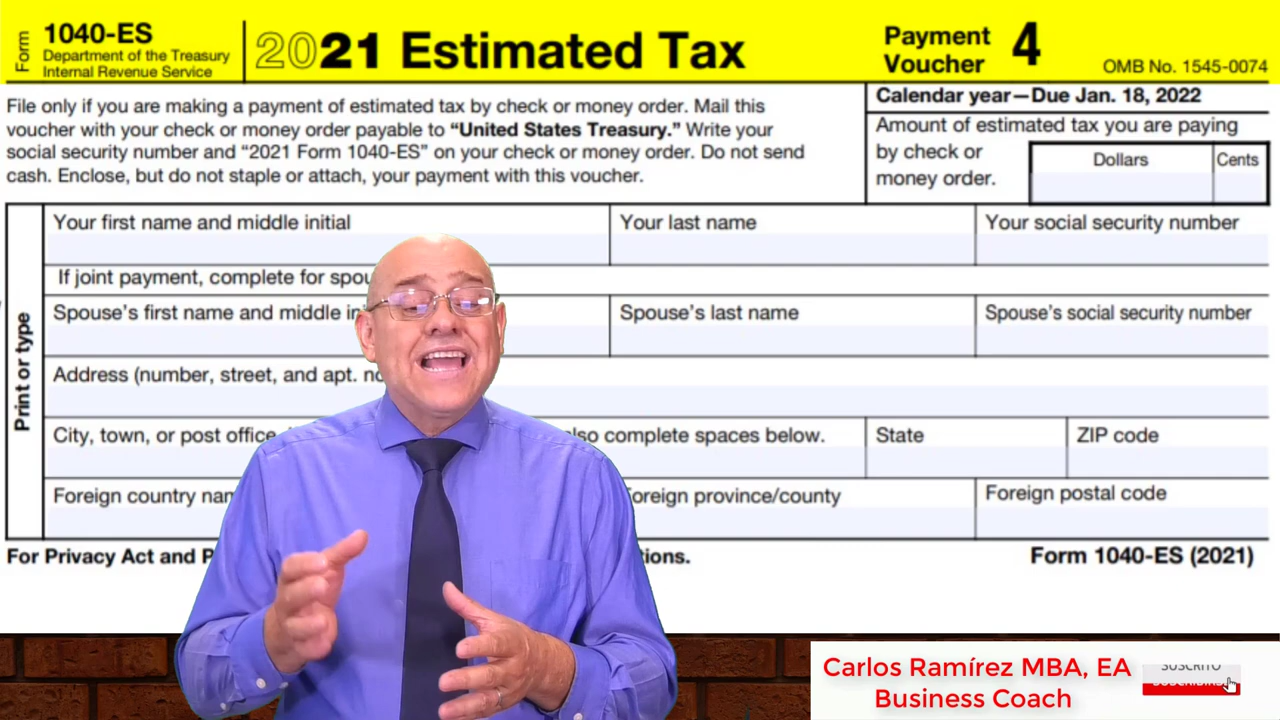 Form 1040-ES
Department of the Treasury
Internal Revenue Service
2021 Estimated Tax
Payment
Voucher 4
OMB No. 1545-0074
File only if you are making a payment of estimated tax by check or money order. Mail this
voucher with your check or money order payable to “United States Treasury.” Write your
social security number and “2021 Form 1040-ES” on your check or money order. Do not send
cash. Enclose, but do not staple or attach, your payment with this voucher.
Calendar year—Due Jan. 18, 2022
Amount of estimated tax you are paying
by check or
money order.
Dollars
Cents
Print or type
Your first name and middle initial
Your last name
Your social security number
If joint payment, complete for
Spouse’s first name and middle
Spouse’s last name
Spouse’s social security number
Address (number, street, and apt.
City, town, or post office
also complete spaces below.
State
ZIP code
Foreign country
Foreign province/county
Foreign postal code
For Privacy Act and
Form 1040-ES (2021)
Carlos Ramírez MBA, EA
Business Coach
SUSCRITO